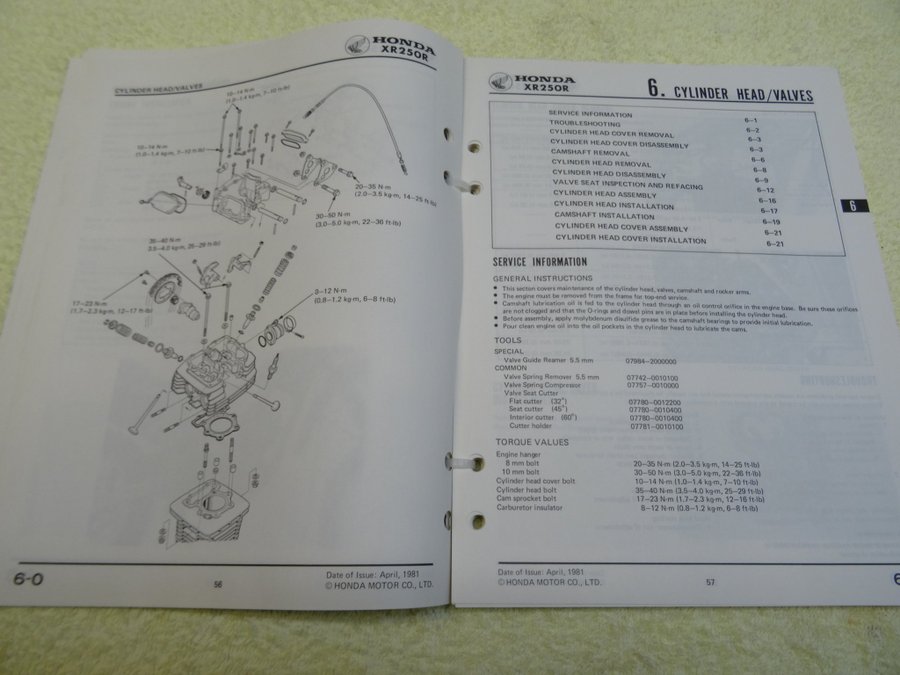 HONDA
XR250R
CYLINDER HEAD/VALVES
10–14 N·m
(1.0–1.4 kg·m, 7–10 ft·lb)
10–14 N·m
(1.0–1.4 kg·m, 7–10 ft·lb)
20–35 N·m
(2.0–3.5 kg·m, 14–25 ft·lb)
30–50 N·m
(3.0–5.0 kg·m, 22–36 ft·lb)
35–40 N·m
3.5–4.0 kg·m, 25–29 ft·lb)
8–12 N·m
(0.8–1.2 kg·m, 6–8 ft·lb)
17–23 N·m
(1.7–2.3 kg·m, 12–17 ft·lb)
6-0
56
Date of Issue: April, 1981
© HONDA MOTOR CO., LTD.
HONDA
XR250R
6. CYLINDER HEAD/VALVES
SERVICE INFORMATION 6–1
TROUBLESHOOTING 6–2
CYLINDER HEAD COVER REMOVAL 6–3
CYLINDER HEAD COVER DISASSEMBLY 6–3
CAMSHAFT REMOVAL 6–6
CYLINDER HEAD REMOVAL 6–8
CYLINDER HEAD DISASSEMBLY 6–9
VALVE SEAT INSPECTION AND REFACING 6–12
CYLINDER HEAD ASSEMBLY 6–16
CYLINDER HEAD INSTALLATION 6–17
CAMSHAFT INSTALLATION 6–19
CYLINDER HEAD COVER ASSEMBLY 6–21
CYLINDER HEAD COVER INSTALLATION 6–21
6
SERVICE INFORMATION
GENERAL INSTRUCTIONS
• This section covers maintenance of the cylinder head, valves, camshaft and rocker arms.
• The engine must be removed from the frame for top-end service.
• Camshaft lubrication oil is fed to the cylinder head through an oil control orifice in the engine base. Be sure these orifices
are not clogged and that the O-rings and dowel pins are in place before installing the cylinder head.
• Before assembly, apply molybdenum disulfide grease to the camshaft bearings to provide initial lubrication.
• Pour clean engine oil into the oil pockets in the cylinder head to lubricate the cams.
TOOLS
SPECIAL
Valve Guide Reamer 5.5 mm 07984-2000000
COMMON
Valve Spring Remover 5.5 mm 07742-0010100
Valve Spring Compressor 07757-0010000
Valve Seat Cutter
Flat cutter (32°) 07780-0012200
Seat cutter (45°) 07780-0010400
Interior cutter (60°) 07780-0010400
Cutter holder 07781-0010100
TORQUE VALUES
Engine hanger
8 mm bolt 20–35 N·m (2.0–3.5 kg·m, 14–25 ft·lb)
10 mm bolt 30–50 N·m (3.0–5.0 kg·m, 22–36 ft·lb)
Cylinder head cover bolt 10–14 N·m (1.0–1.4 kg·m, 7–10 ft·lb)
Cylinder head bolt 35–40 N·m (3.5–4.0 kg·m, 25–29 ft·lb)
Cam sprocket bolt 17–23 N·m (1.7–2.3 kg·m, 12–16 ft·lb)
Carburetor insulator 8–12 N·m (0.8–1.2 kg·m, 6–8 ft·lb)
Date of Issue: April, 1981
© HONDA MOTOR CO., LTD.
57
6